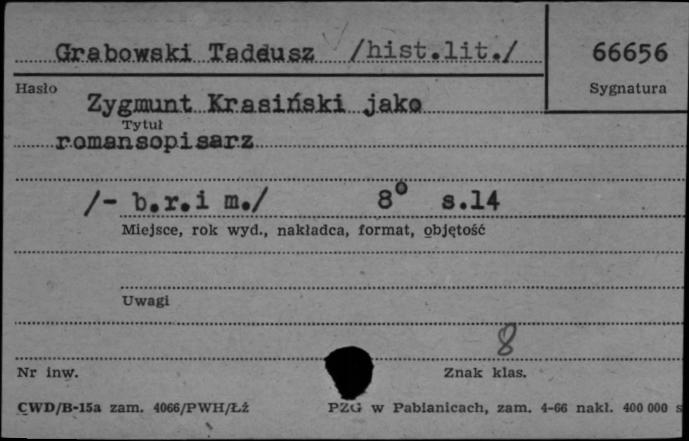 Grabowski Taddusz /hist.lit./ 66656
Hasło Sygnatura
Zygmunt Krasiński jako
Tytuł
romansopisarz
/- b.r.i m./ 8° s.14
Miejsce, rok wyd., nakładca, format, objętość
Uwagi
8
Nr inw. Znak klas.
CWD/B-15a zam. 4066/PWH/Łż PZG w Pabianicach, zam. 4-66 nakł. 400 000 s